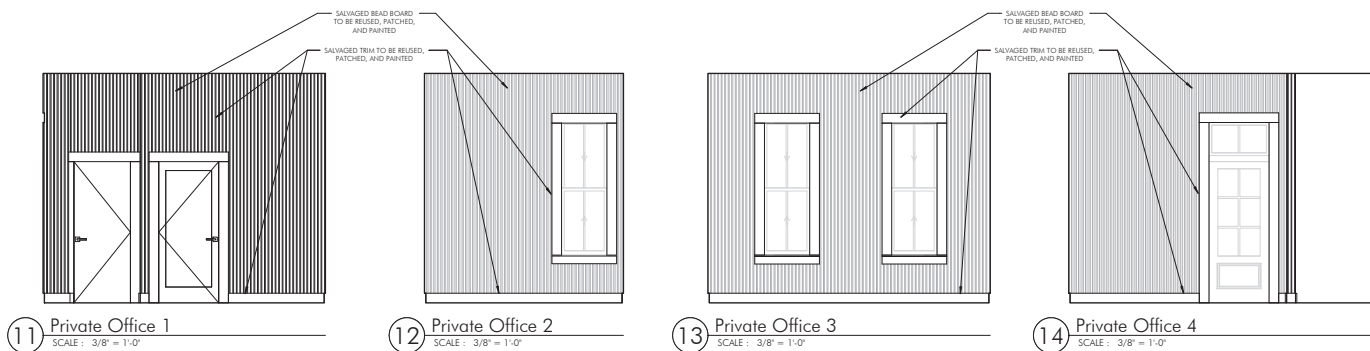 SALVAGED BEAD BOARD
TO BE REUSED, PATCHED,
AND PAINTED
SALVAGED TRIM TO BE REUSED,
PATCHED, AND PAINTED
SALVAGED BEAD BOARD
TO BE REUSED, PATCHED,
AND PAINTED
SALVAGED TRIM TO BE REUSED,
PATCHED, AND PAINTED
11 Private Office 1
SCALE : 3/8" = 1'-0"
12 Private Office 2
SCALE : 3/8" = 1'-0"
13 Private Office 3
SCALE : 3/8" = 1'-0"
14 Private Office 4
SCALE : 3/8" = 1'-0"